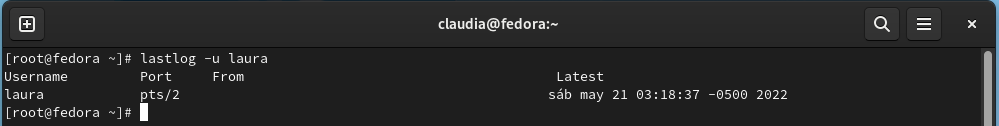 claudia@fedora:~
[root@fedora ~]# lastlog -u laura
Username         Port     From                                       Latest
laura            pts/2                                              sáb may 21 03:18:37 -0500 2022
[root@fedora ~]#